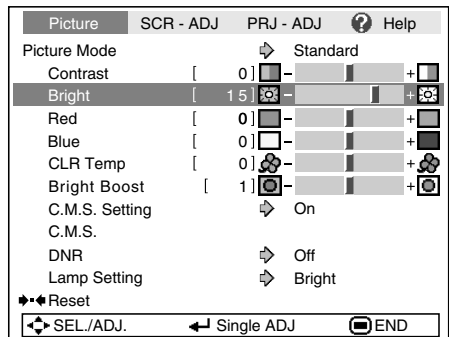 Picture SCR - ADJ PRJ - ADJ ? Help
Picture Mode Standard
Contrast [ 0] - +
Bright [ 15] - +
Red [ 0] - +
Blue [ 0] - +
CLR Temp [ 0] - +
Bright Boost [ 1] - +
C.M.S. Setting On
C.M.S.
DNR Off
Lamp Setting Bright
Reset
SEL./ADJ. Single ADJ END